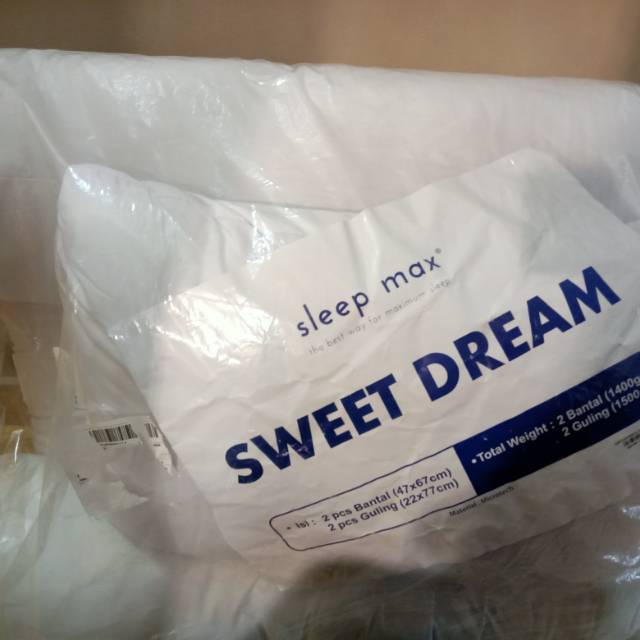 sleep max®
the best way for maximum sleep
SWEET DREAM
• Isi : 2 pcs Bantal (47x67cm)
2 pcs Guling (22x77cm)
• Total Weight : 2 Bantal (1400g
2 Guling (1500
Material : Microtech